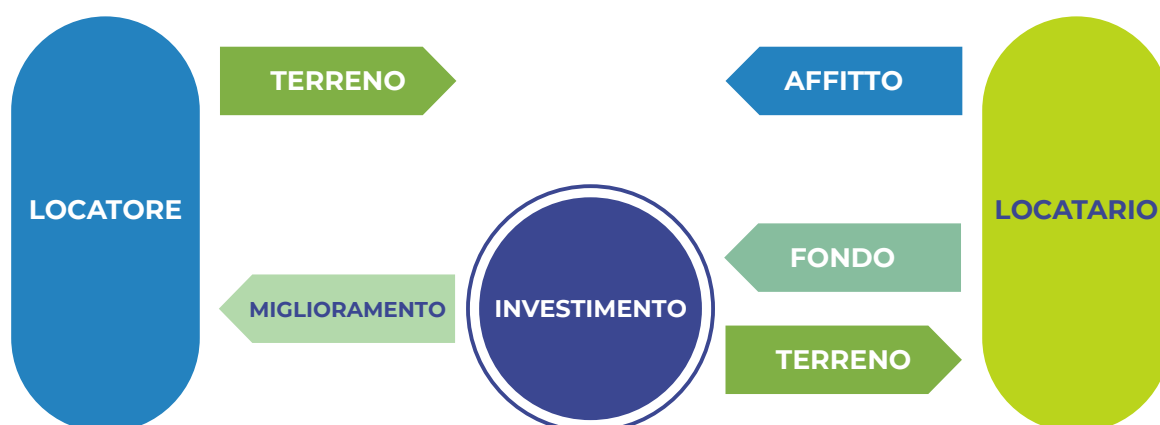 TERRENO
AFFITTO
LOCATORE
LOCATARIO
FONDO
MIGLIORAMENTO
INVESTIMENTO
TERRENO